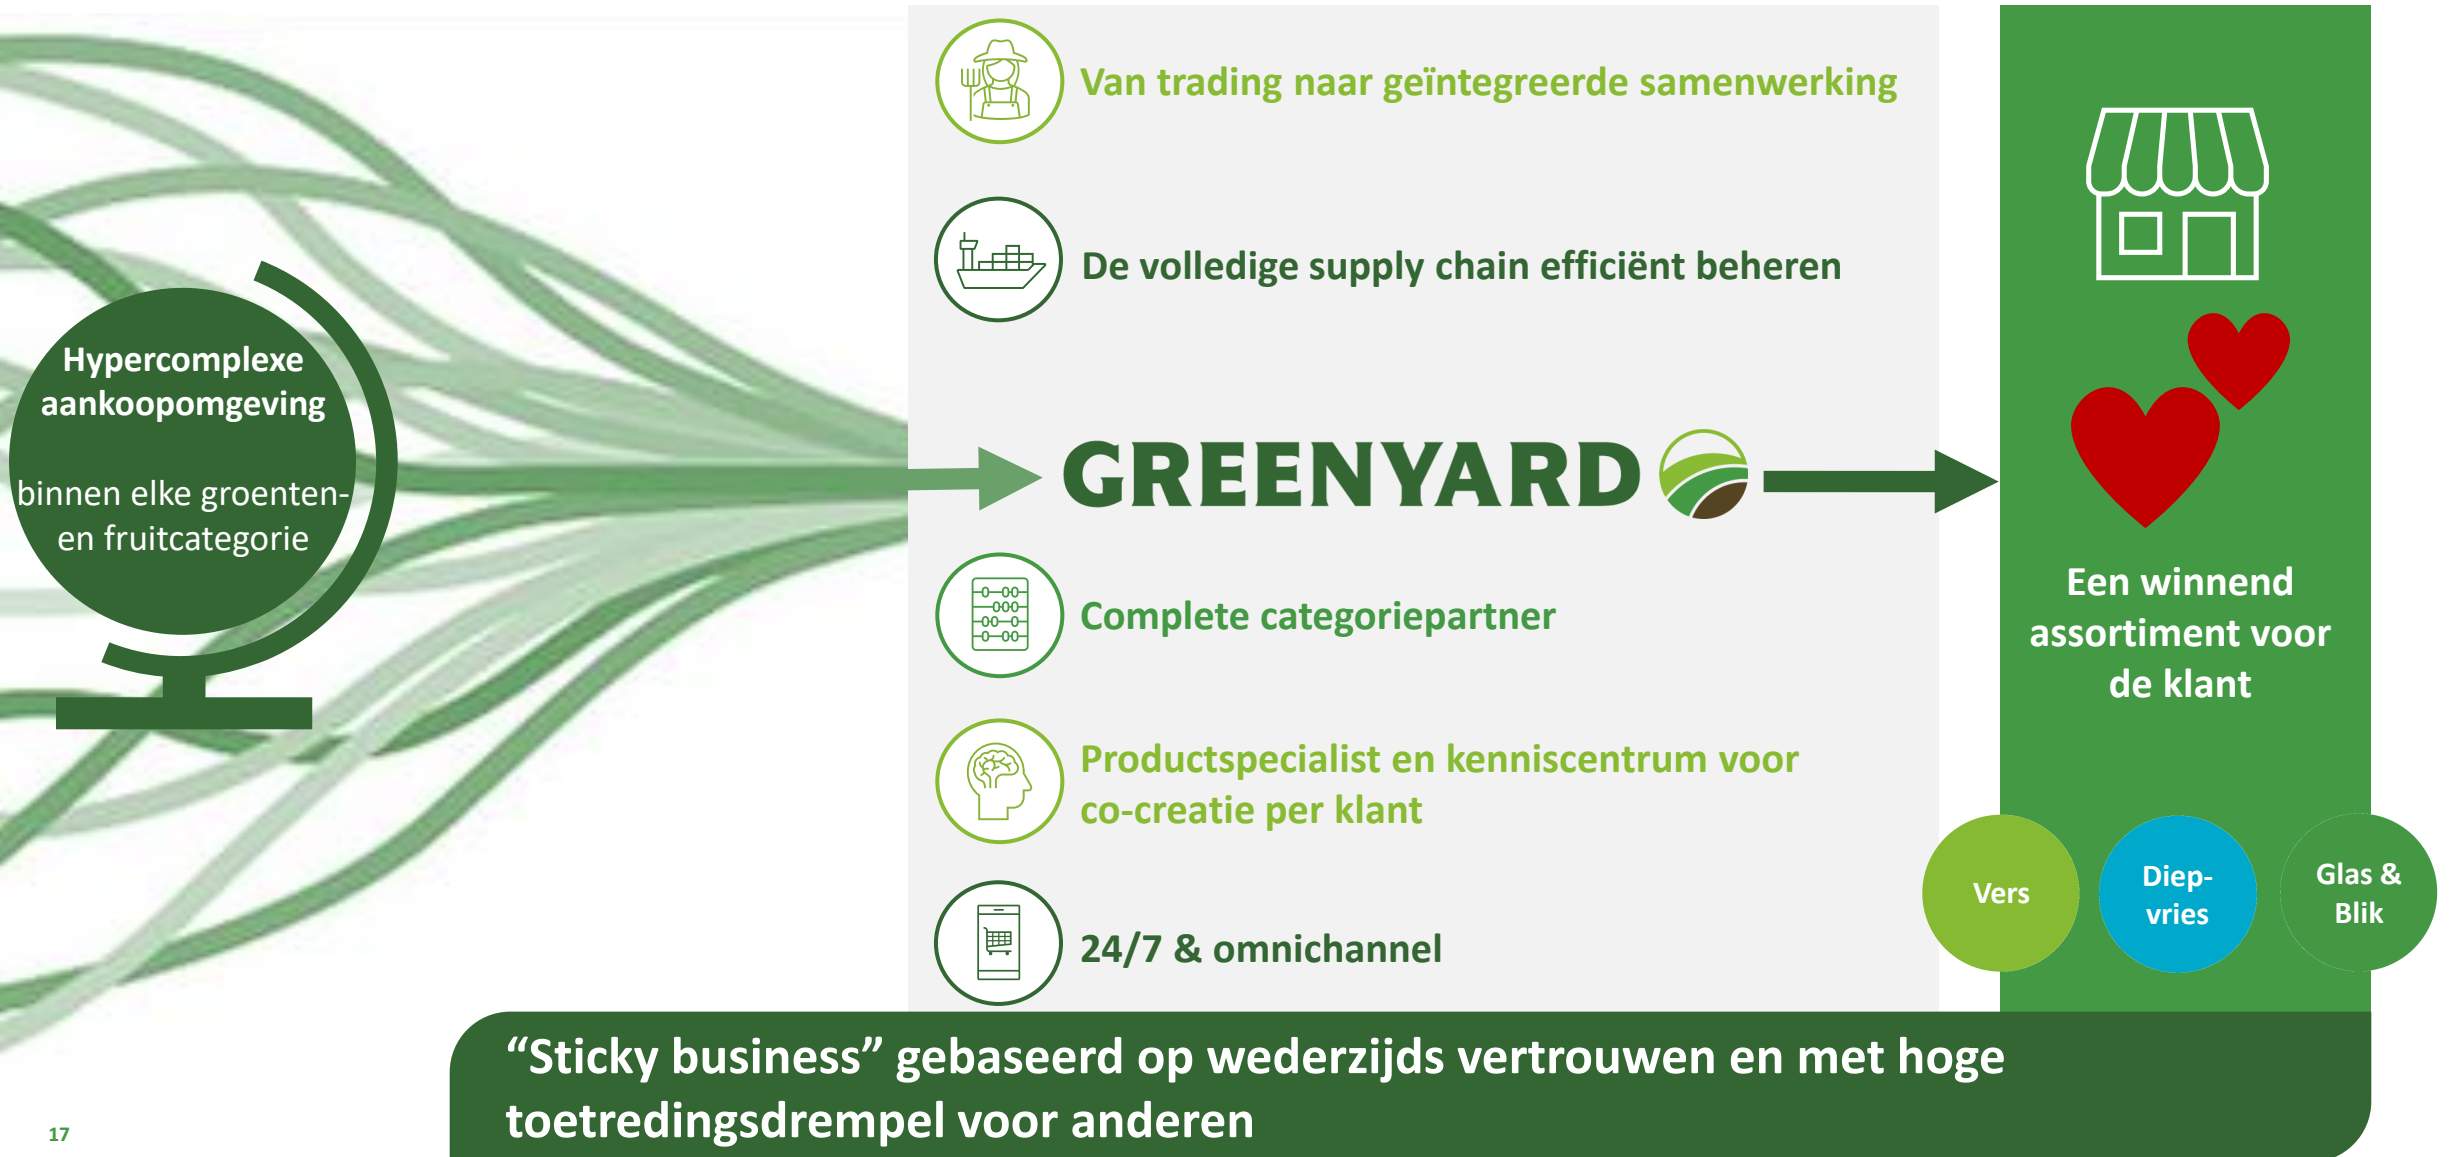 Hypercomplexe
aankoopomgeving
binnen elke groenten-
en fruitcategorie
Van trading naar geïntegreerde samenwerking
De volledige supply chain efficiënt beheren
GREENYARD
Complete categoriepartner
Productspecialist en kenniscentrum voor
co-creatie per klant
24/7 & omnichannel
Een winnend
assortiment voor
de klant
Vers
Diep-
vries
Glas &
Blik
“Sticky business” gebaseerd op wederzijds vertrouwen en met hoge
toetredingsdrempel voor anderen
17